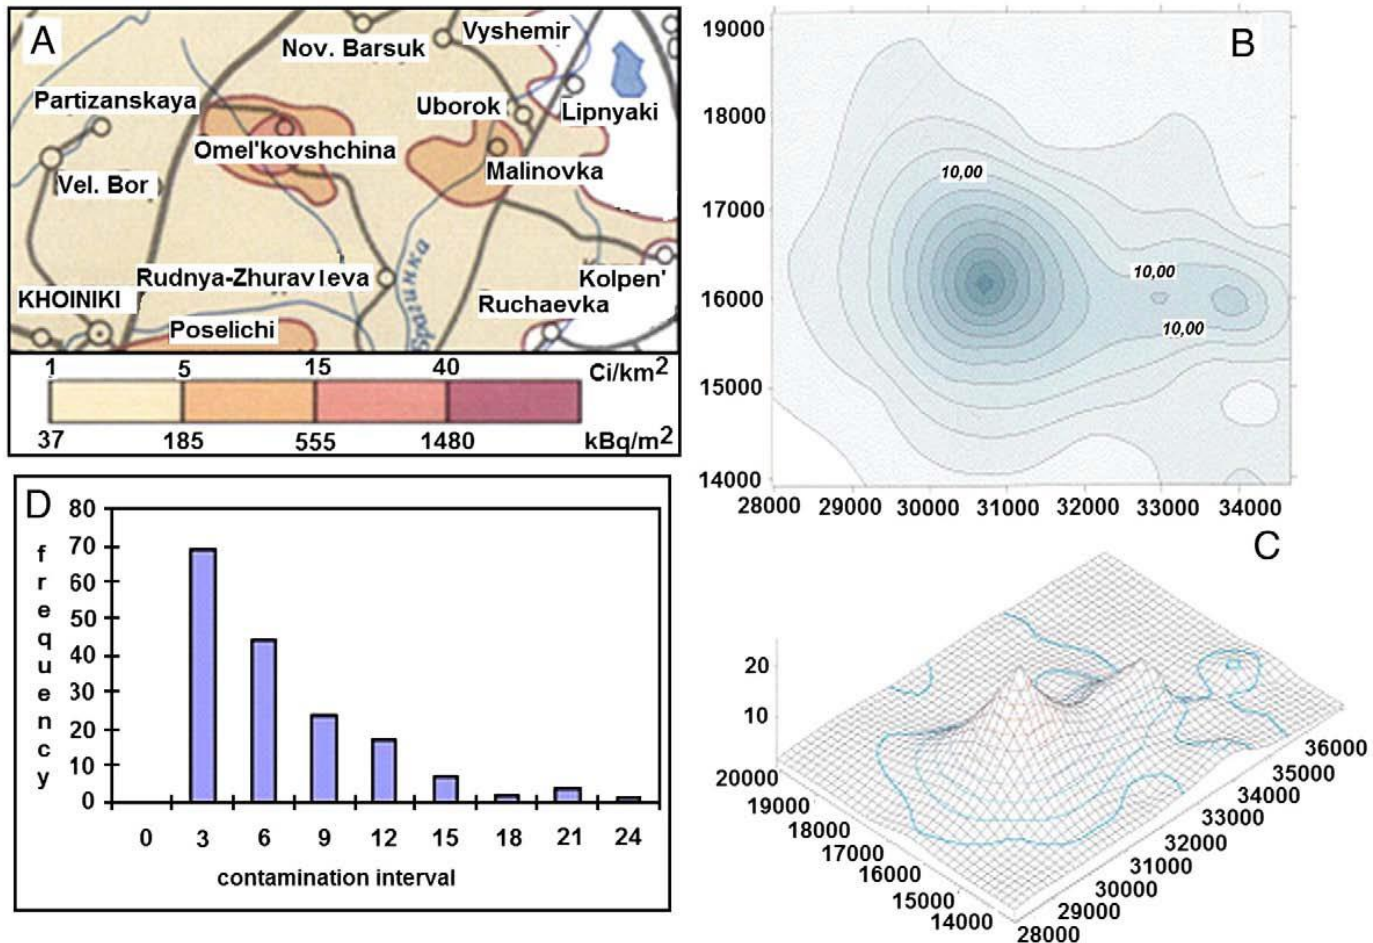 A
Nov. Barsuk
Vyshemir
Partizanskaya
Uborok
Lipnyaki
Omel'kovshchina
Malinovka
Vel. Bor
Rudnya-Zhuravleva
Kolpen'
KHOINIKI
Ruchaevka
Poselichi
1 5 15 40 Ci/km2
37 185 555 1480 kBq/m2
B
19000
18000
17000
16000
15000
14000
10,00
10,00
10,00
28000 29000 30000 31000 32000 33000 34000
C
20
10
20000
19000
18000
17000
16000
15000
14000
36000
35000
34000
33000
32000
31000
30000
29000
28000
D
frequency
80
70
60
50
40
30
20
10
0
0 3 6 9 12 15 18 21 24
contamination interval